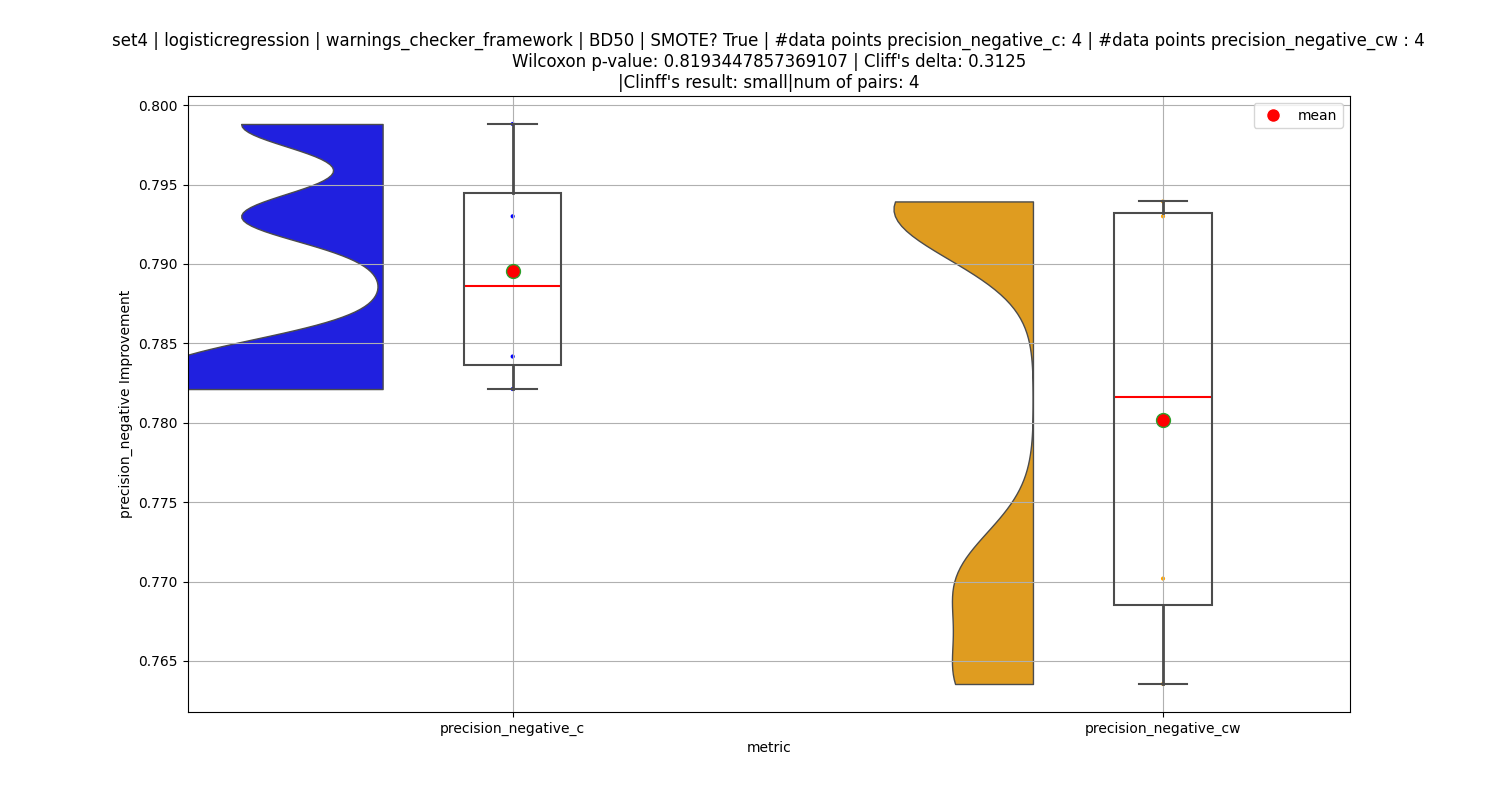 set4 | logisticregression | warnings_checker_framework | BD50 | SMOTE? True | #data points precision_negative_c: 4 | #data points precision_negative_cw : 4
Wilcoxon p-value: 0.8193447857369107 | Cliff's delta: 0.3125
|Clinff's result: small|num of pairs: 4
mean
0.800
0.795
0.790
0.785
0.780
0.775
0.770
0.765
precision_negative Improvement
precision_negative_c
precision_negative_cw
metric